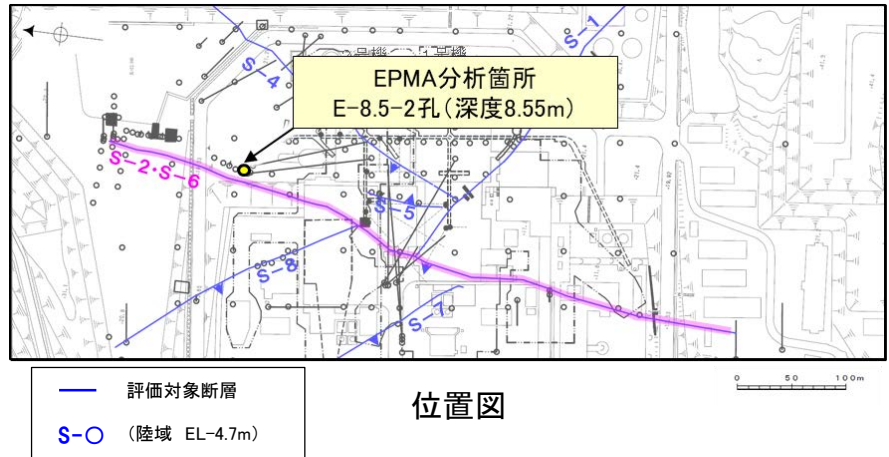 S-1
S-4
EPMA分析箇所
E-8.5-2孔(深度8.55m)
S-2・S-6
S-5
S-8
S-7
評価対象断層
S-○ (陸域 EL-4.7m)
位置図
0 50 100m